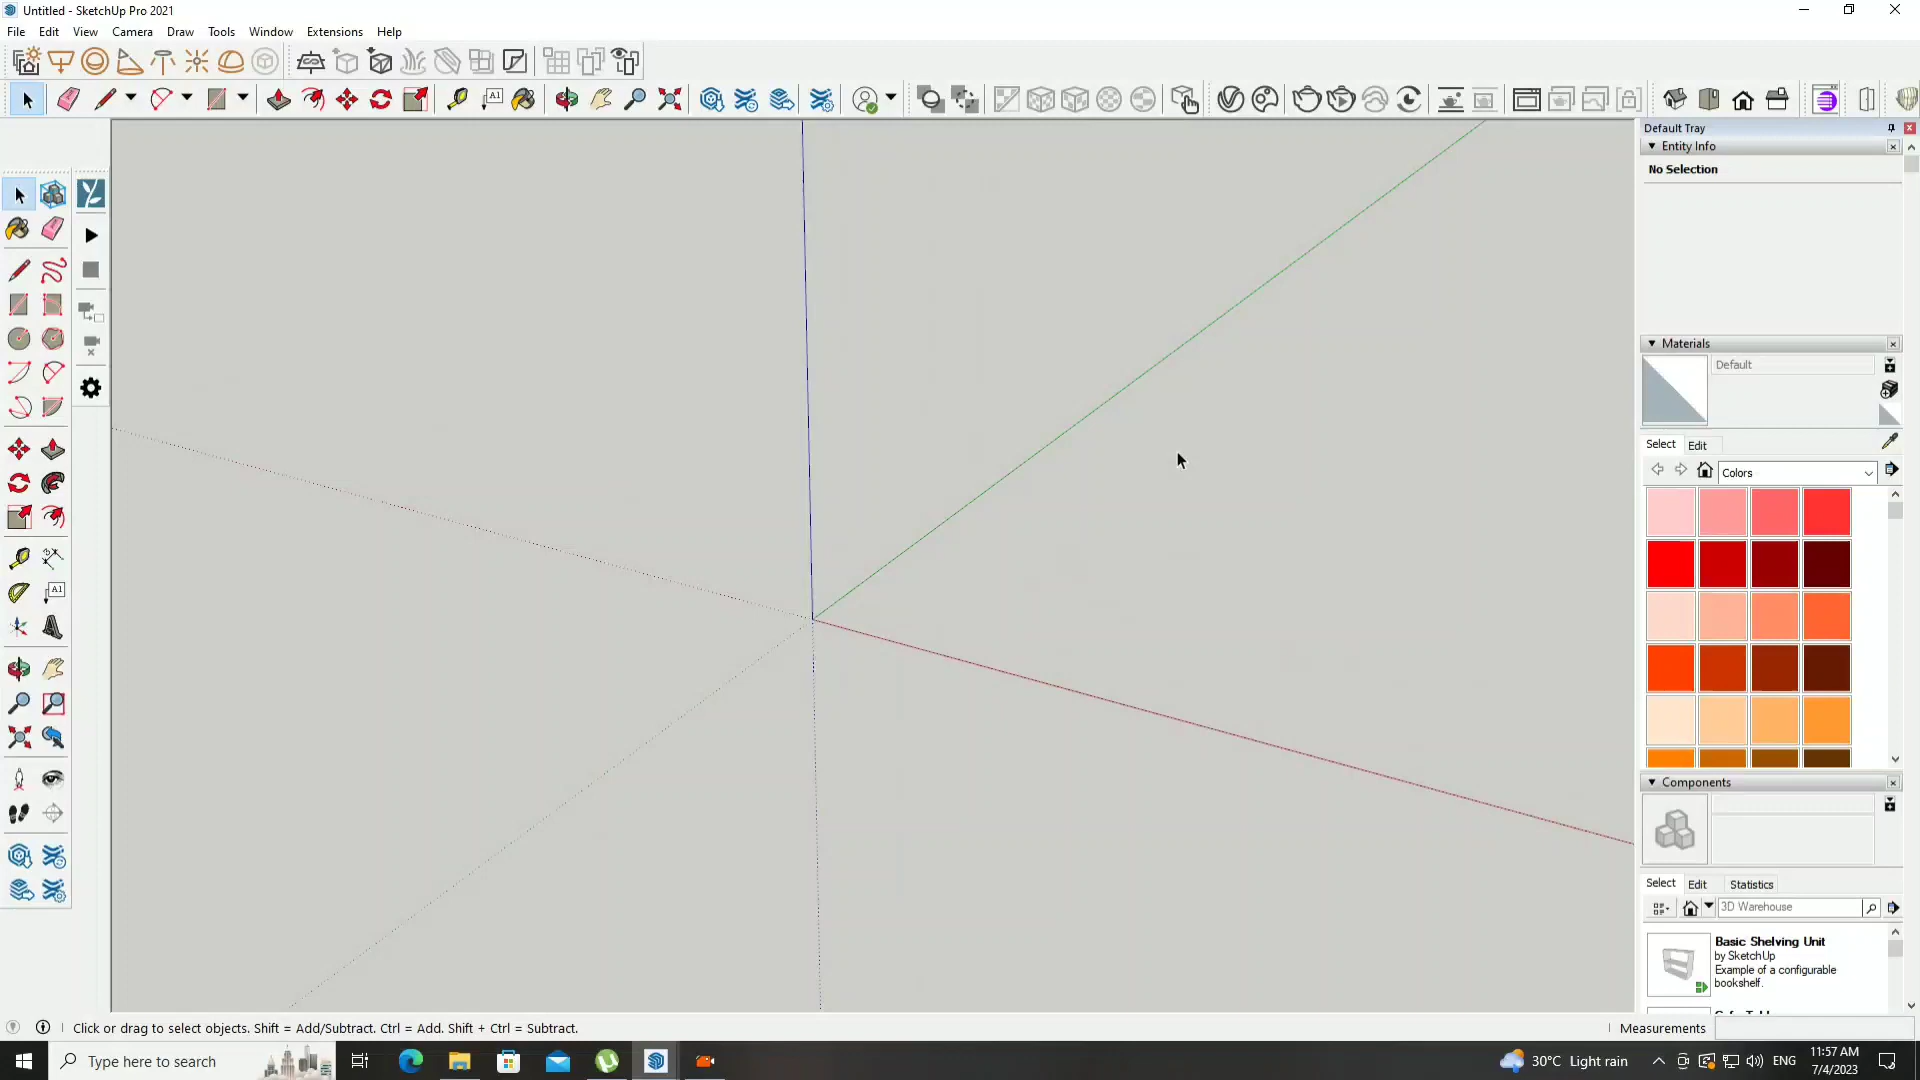 Untitled - SketchUp Pro 2021
File Edit View Camera Draw Tools Window Extensions Help
A1
Default Tray
Entity Info
No Selection
Materials
Default
Select Edit
Colors
A1
Components
Select Edit Statistics
3D Warehouse
Basic Shelving Unit
by SketchUp
Example of a configurable
bookshelf.
Click or drag to select objects. Shift = Add/Subtract. Ctrl = Add. Shift + Ctrl = Subtract.
Measurements
Type here to search
30°C Light rain
ENG
11:57 AM
7/4/2023